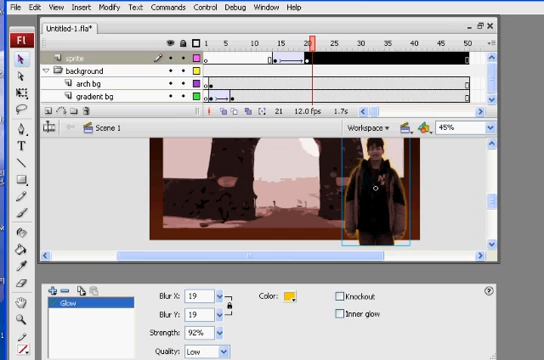 File Edit View Insert Modify Text Commands Control Debug Window Help
Fl
Untitled-1.fla*
1 5 10 15 20 25 30 35 40 45 50
sprite
background
arch bg
gradient bg
21 12.0 fps 1.7s
Scene 1 Workspace 45%
Glow
Blur X: 19
Blur Y: 19
Strength: 92%
Quality: Low
Color:
Knockout
Inner glow